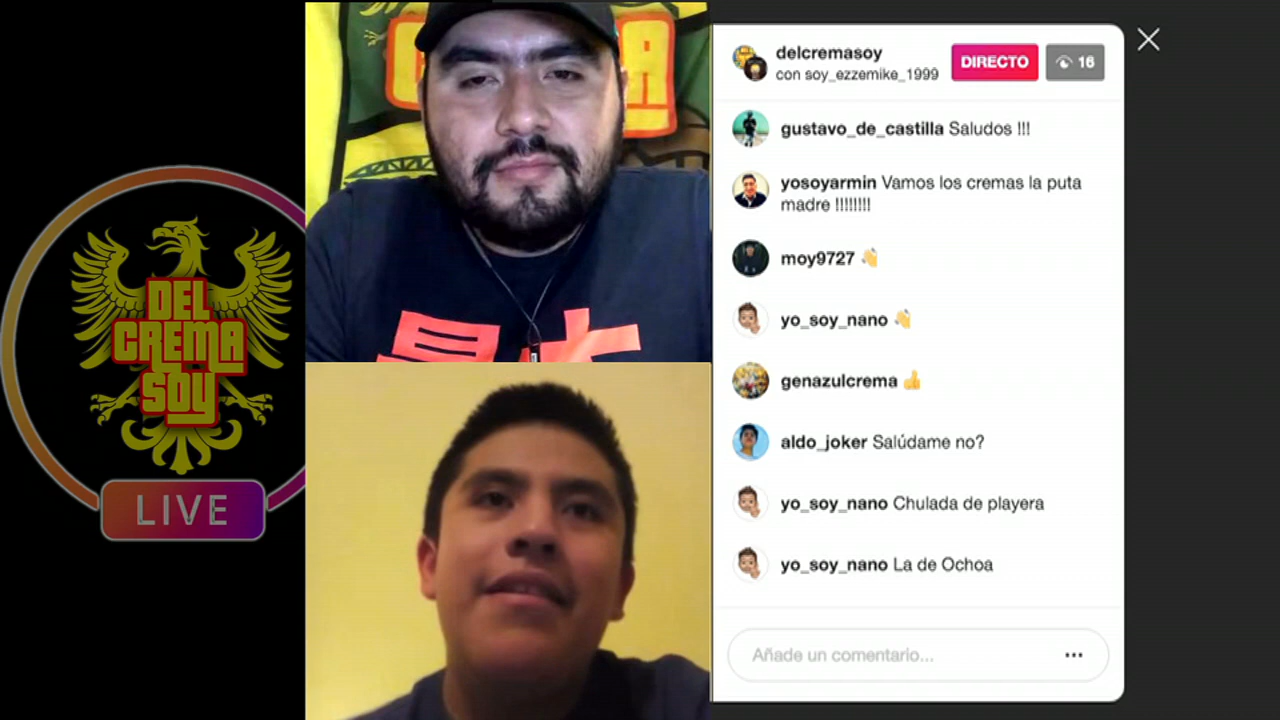 DEL
CREMA
SOY
LIVE
delcremasoy
con soy_ezzemike_1999
DIRECTO
16
gustavo_de_castilla Saludos !!!
yosoyarmin Vamos los cremas la puta
madre !!!!!!!!
moy9727 👋
yo_soy_nano 👋
genazulcrema 👍
aldo_joker Salúdame no?
yo_soy_nano Chulada de playera
yo_soy_nano La de Ochoa
Añade un comentario...